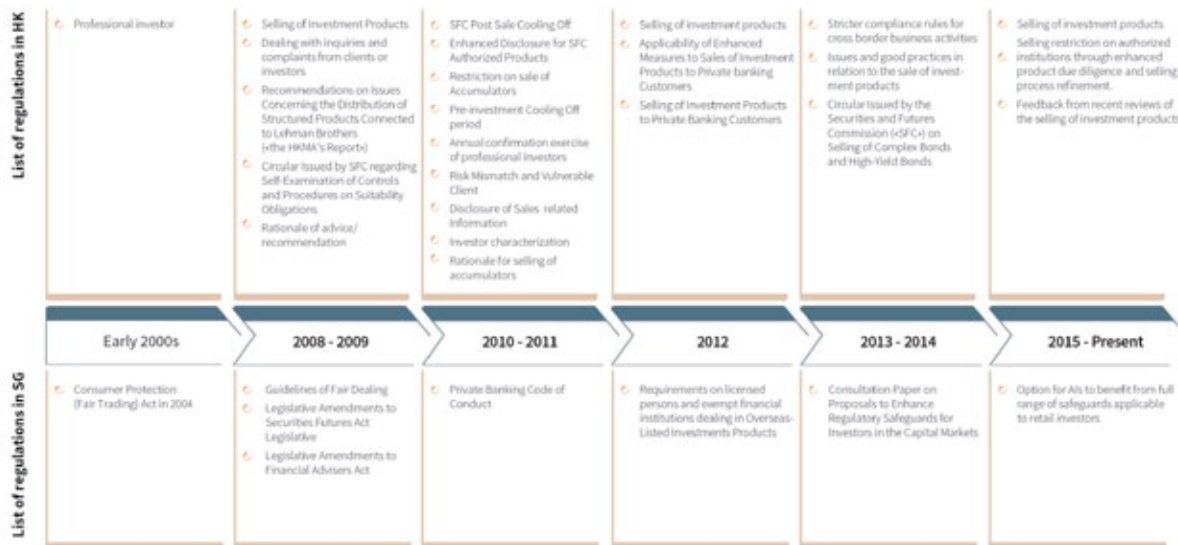 List of regulations in HK
Professional investor
Selling of Investment Products
Dealing with inquiries and
complaints from clients or
investors
Recommendations on Issues
Concerning the Distribution of
Structured Products Connected
to Lehman Brothers
(«the HKMA's Report»)
Circular Issued by SFC regarding
Self-Examination of Controls
and Procedures on Suitability
Obligations
Rationale of advice/
recommendation
SFC Post Sale Cooling Off
Enhanced Disclosure for SFC
Authorized Products
Restriction on sale of
Accumulators
Pre-investment Cooling Off
period
Annual confirmation exercise
of professional investors
Risk Mismatch and Vulnerable
Client
Disclosure of Sales related
Information
Investor characterization
Rationale for selling of
accumulators
Selling of investment products
Applicability of Enhanced
Measures to Sales of Investment
Products to Private banking
Customers
Selling of Investment Products
to Private Banking Customers
Stricter compliance rules for
cross border business activities
Issues and good practices in
relation to the sale of invest-
ment products
Circular Issued by the
Securities and Futures
Commission («SFC») on
Selling of Complex Bonds
and High-Yield Bonds
Selling of investment products
Selling restriction on authorized
institutions through enhanced
product due diligence and selling
process refinement.
Feedback from recent reviews of
the selling of investment products
Early 2000s
2008 - 2009
2010 - 2011
2012
2013 - 2014
2015 - Present
List of regulations in SG
Consumer Protection
(Fair Trading) Act in 2004
Guidelines of Fair Dealing
Legislative Amendments to
Securities Futures Act
Legislative
Legislative Amendments to
Financial Advisers Act
Private Banking Code of
Conduct
Requirements on licensed
persons and exempt financial
institutions dealing in Overseas-
Listed Investments Products
Consultation Paper on
Proposals to Enhance
Regulatory Safeguards for
Investors in the Capital Markets
Option for AIs to benefit from full
range of safeguards applicable
to retail investors